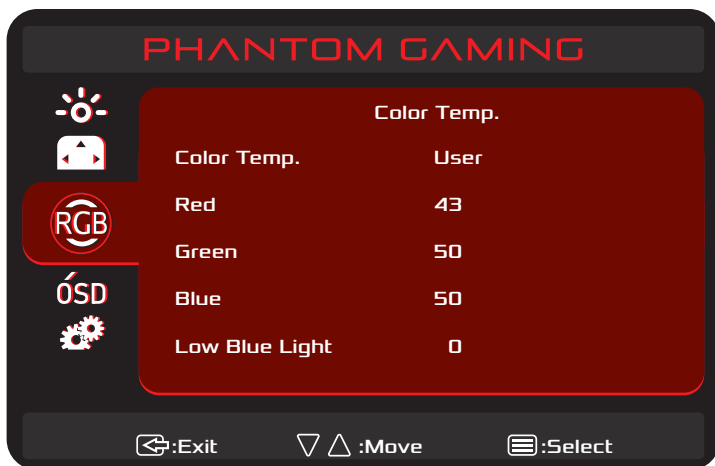 PHANTOM GAMING
Color Temp.
Color Temp. User
Red 43
RGB
Green 50
ÓSD
Blue 50
Low Blue Light 0
:Exit :Move :Select